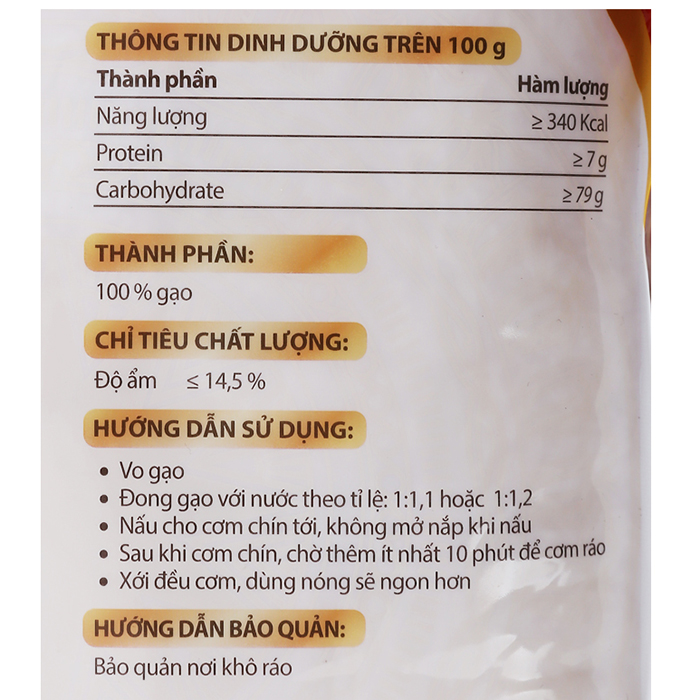 THÔNG TIN DINH DƯỠNG TRÊN 100 g
Thành phần Hàm lượng
Năng lượng ≥ 340 Kcal
Protein ≥ 7 g
Carbohydrate ≥ 79 g
THÀNH PHẦN:
100 % gạo
CHỈ TIÊU CHẤT LƯỢNG:
Độ ẩm ≤ 14,5 %
HƯỚNG DẪN SỬ DỤNG:
• Vo gạo
• Đong gạo với nước theo tỉ lệ: 1:1,1 hoặc 1:1,2
• Nấu cho cơm chín tới, không mở nắp khi nấu
• Sau khi cơm chín, chờ thêm ít nhất 10 phút để cơm ráo
• Xới đều cơm, dùng nóng sẽ ngon hơn
HƯỚNG DẪN BẢO QUẢN:
Bảo quản nơi khô ráo